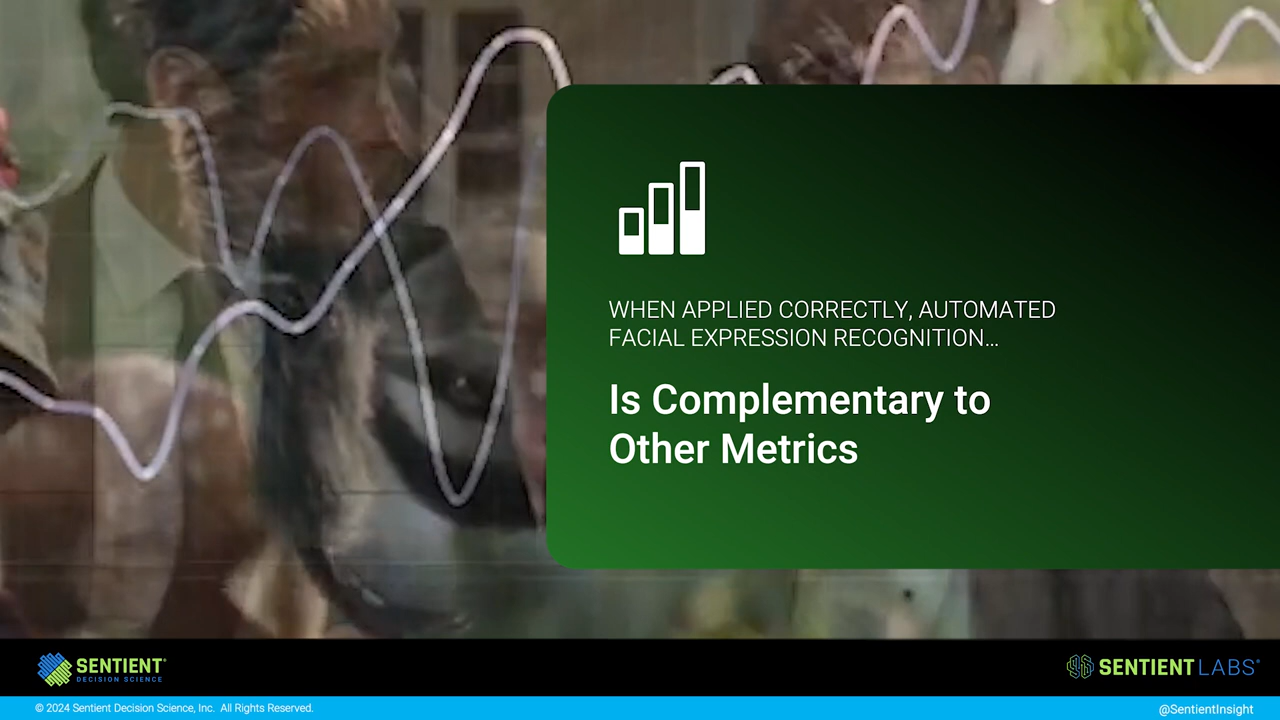 WHEN APPLIED CORRECTLY, AUTOMATED
FACIAL EXPRESSION RECOGNITION...
Is Complementary to
Other Metrics
SENTIENT®
DECISION SCIENCE
SENTIENT LABS®
© 2024 Sentient Decision Science, Inc. All Rights Reserved.
@SentientInsight